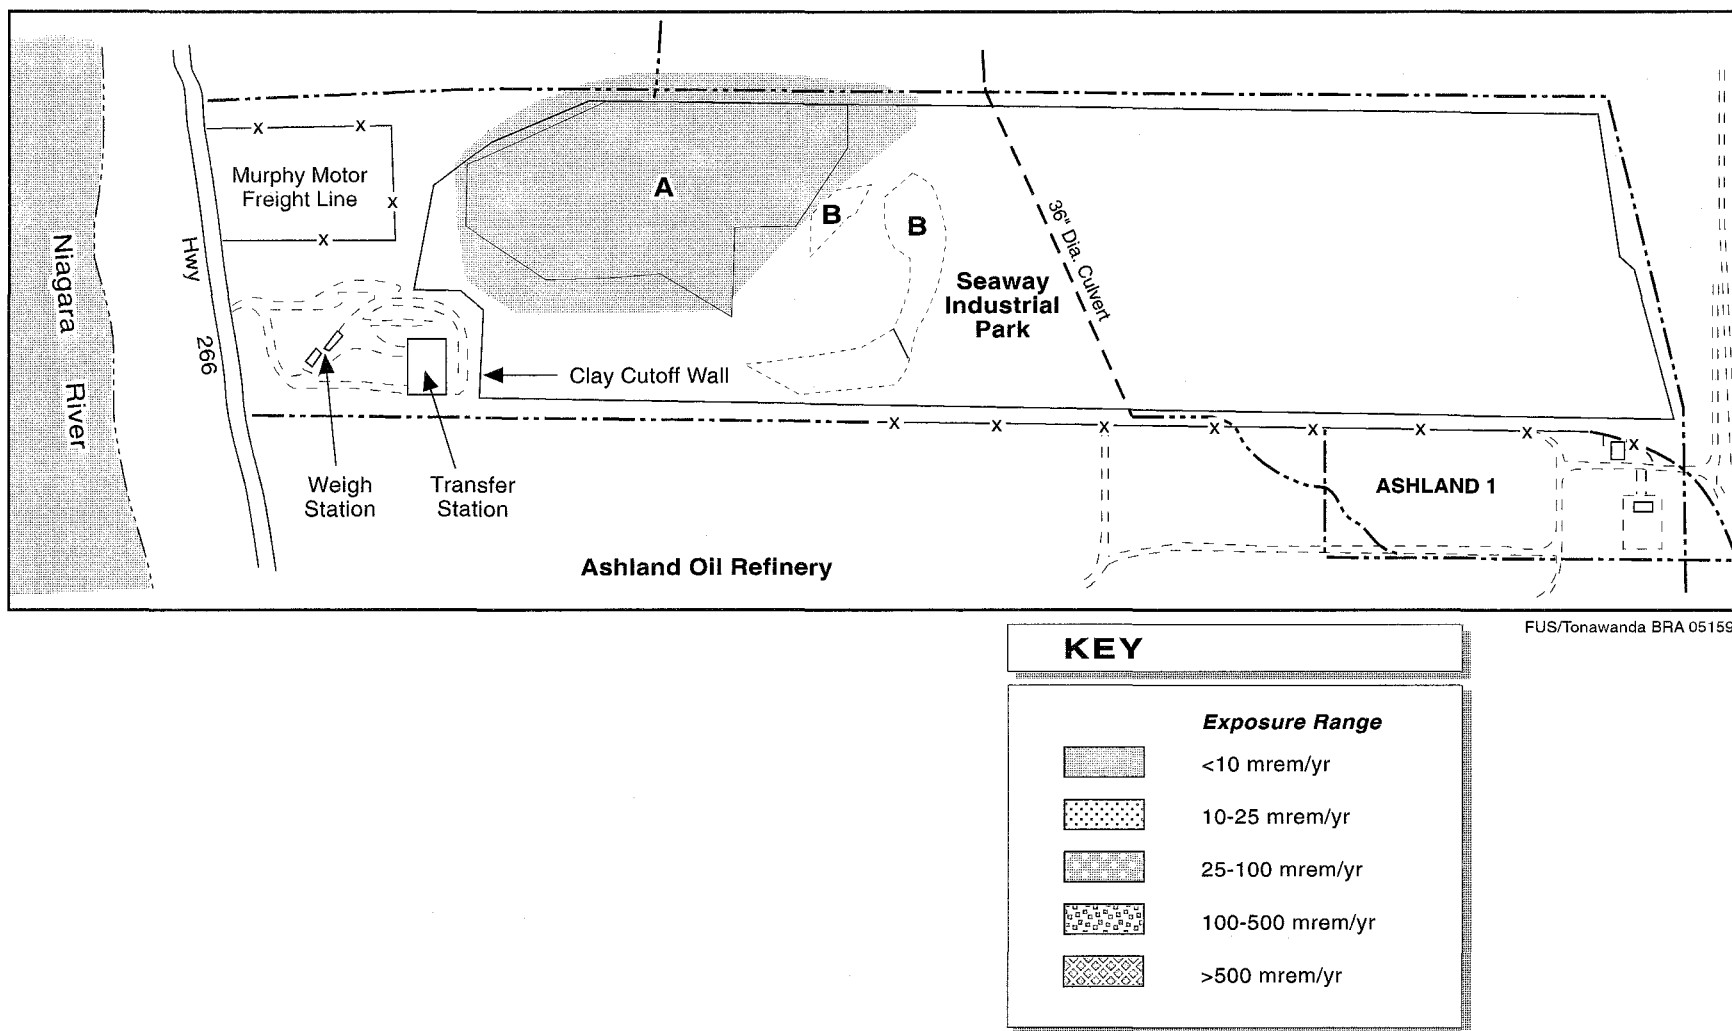 Murphy Motor
Freight Line
A
B
B
Niagara River
Hwy 266
36" Dia. Culvert
Seaway
Industrial
Park
Clay Cutoff Wall
Weigh
Station
Transfer
Station
ASHLAND 1
Ashland Oil Refinery
x
x
x
x
x
x
x
x
x
x
x
x
FUS/Tonawanda BRA 05159
KEY
Exposure Range
<10 mrem/yr
10-25 mrem/yr
25-100 mrem/yr
100-500 mrem/yr
>500 mrem/yr